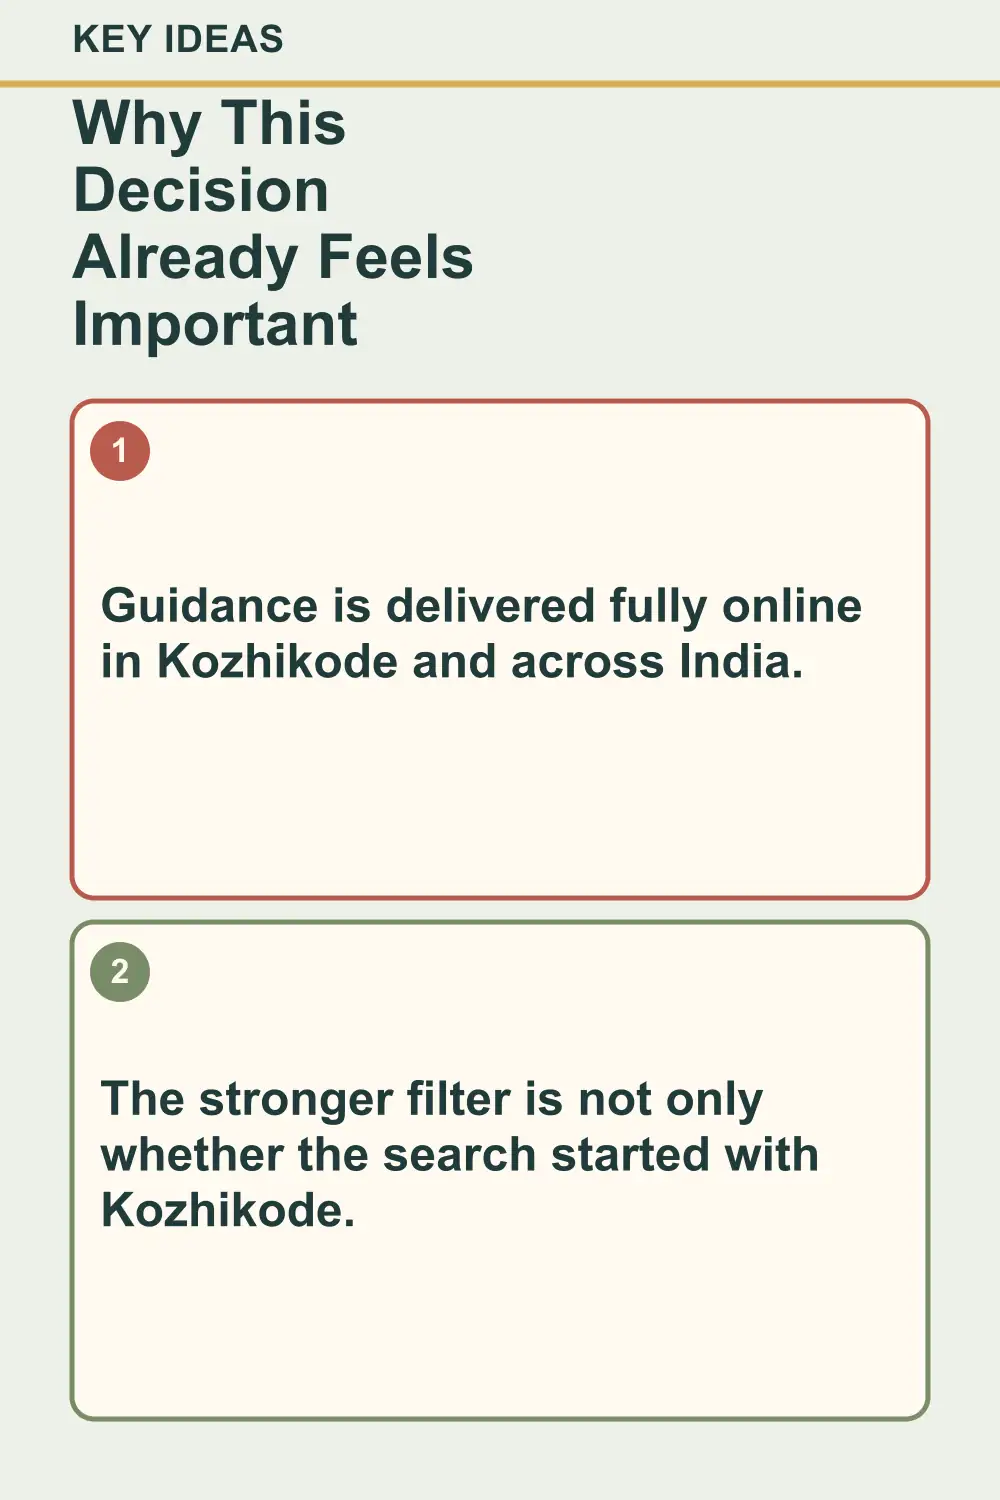 KEY IDEAS
Why This
Decision
Already Feels
Important
1
Guidance is delivered fully online
in Kozhikode and across India.
2
The stronger filter is not only
whether the search started with
Kozhikode.